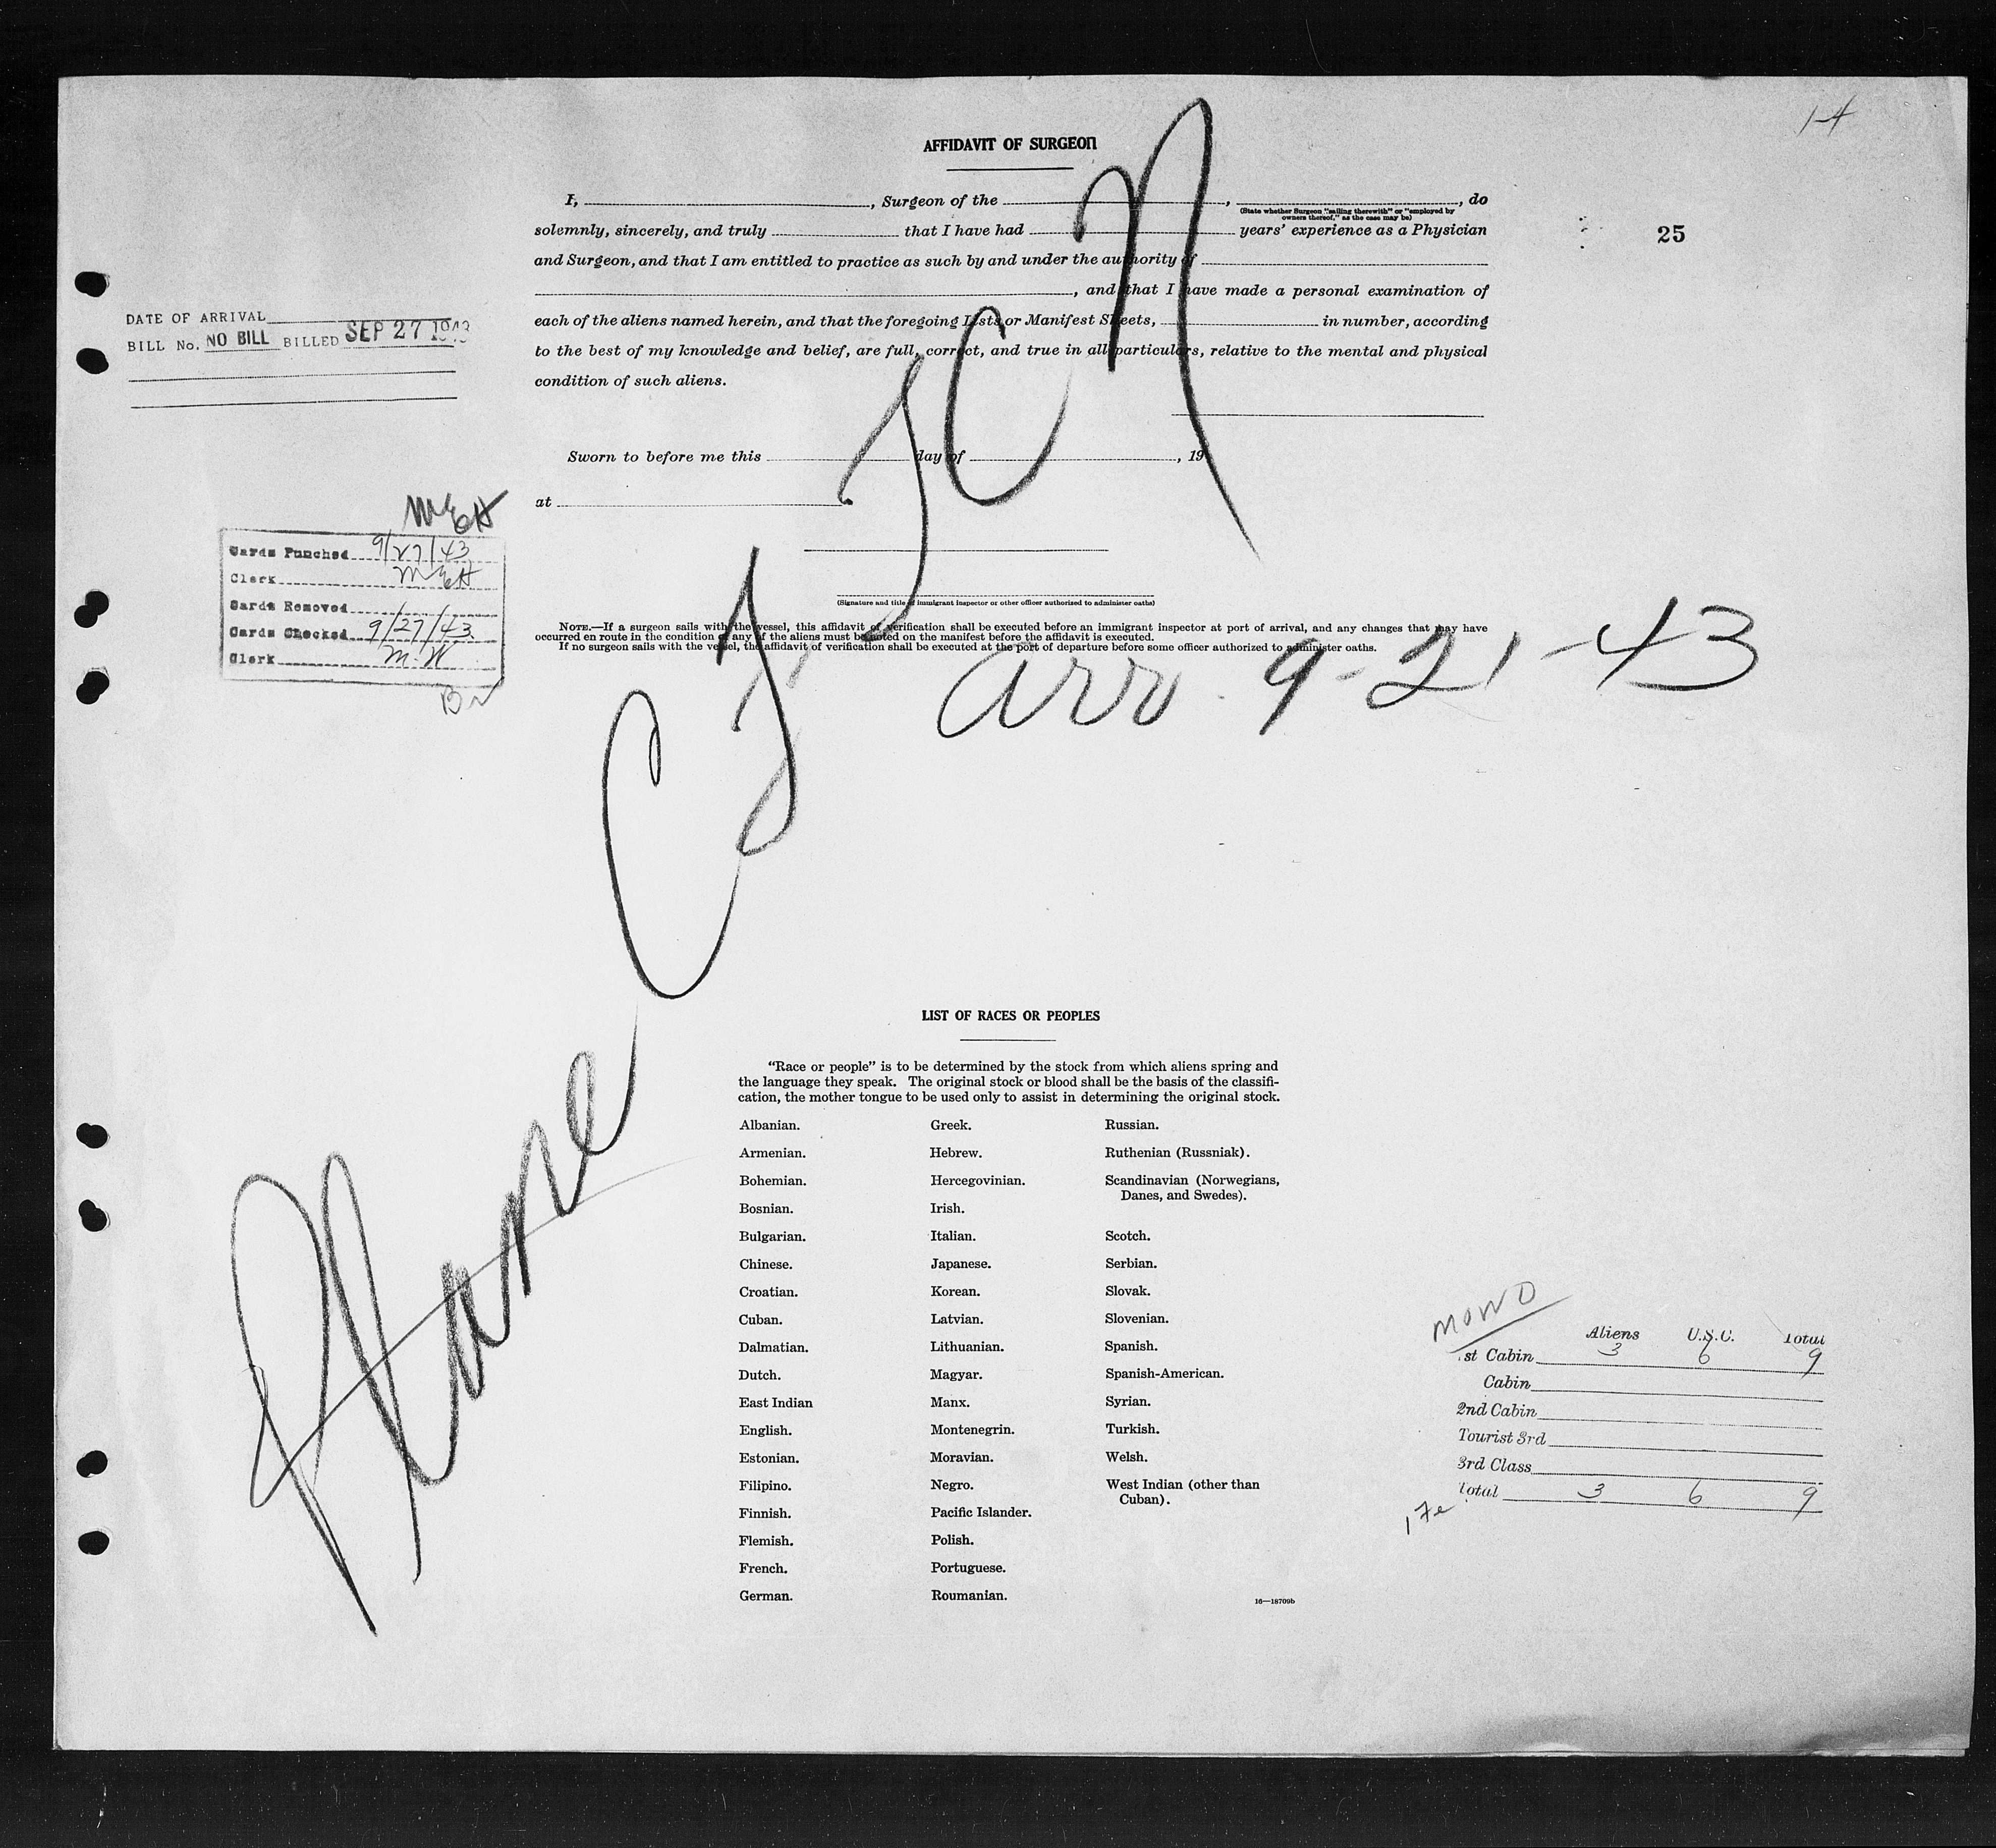 14
AFFIDAVIT OF SURGEON
I, , Surgeon of the , , do
(State whether Surgeon "sailing therewith" or "employed by
owners thereof," as the case may be)
solemnly, sincerely, and truly that I have had years' experience as a Physician
25
and Surgeon, and that I am entitled to practice as such by and under the authority of
, and that I have made a personal examination of
each of the aliens named herein, and that the foregoing Lists or Manifest Sheets, in number, according
to the best of my knowledge and belief, are full, correct, and true in all particulars, relative to the mental and physical
condition of such aliens.
DATE OF ARRIVAL
BILL No. NO BILL BILLED SEP 27 1943
Sworn to before me this day of , 19
at
Cards Punched 9/27/43
Clerk
Cards Removed
Cards Checked 9/27/43
Clerk M.W
(Signature and title of immigrant inspector or other officer authorized to administer oaths)
NOTE.—If a surgeon sails with the vessel, this affidavit of verification shall be executed before an immigrant inspector at port of arrival, and any changes that may have
occurred en route in the condition of any of the aliens must be noted on the manifest before the affidavit is executed.
If no surgeon sails with the vessel, the affidavit of verification shall be executed at the port of departure before some officer authorized to administer oaths.
arr. 9-21-43
Plane
LIST OF RACES OR PEOPLES
"Race or people" is to be determined by the stock from which aliens spring and
the language they speak. The original stock or blood shall be the basis of the classifi-
cation, the mother tongue to be used only to assist in determining the original stock.
Albanian.
Armenian.
Bohemian.
Bosnian.
Bulgarian.
Chinese.
Croatian.
Cuban.
Dalmatian.
Dutch.
East Indian
English.
Estonian.
Filipino.
Finnish.
Flemish.
French.
German.
Greek.
Hebrew.
Hercegovinian.
Irish.
Italian.
Japanese.
Korean.
Latvian.
Lithuanian.
Magyar.
Manx.
Montenegrin.
Moravian.
Negro.
Pacific Islander.
Polish.
Portuguese.
Roumanian.
Russian.
Ruthenian (Russniak).
Scandinavian (Norwegians,
Danes, and Swedes).
Scotch.
Serbian.
Slovak.
Slovenian.
Spanish.
Spanish-American.
Syrian.
Turkish.
Welsh.
West Indian (other than
Cuban).
16—18709b
Aliens U.S.C. Total
1st Cabin 3 6 9
Cabin
2nd Cabin
Tourist 3rd
3rd Class
Total 3 6 9